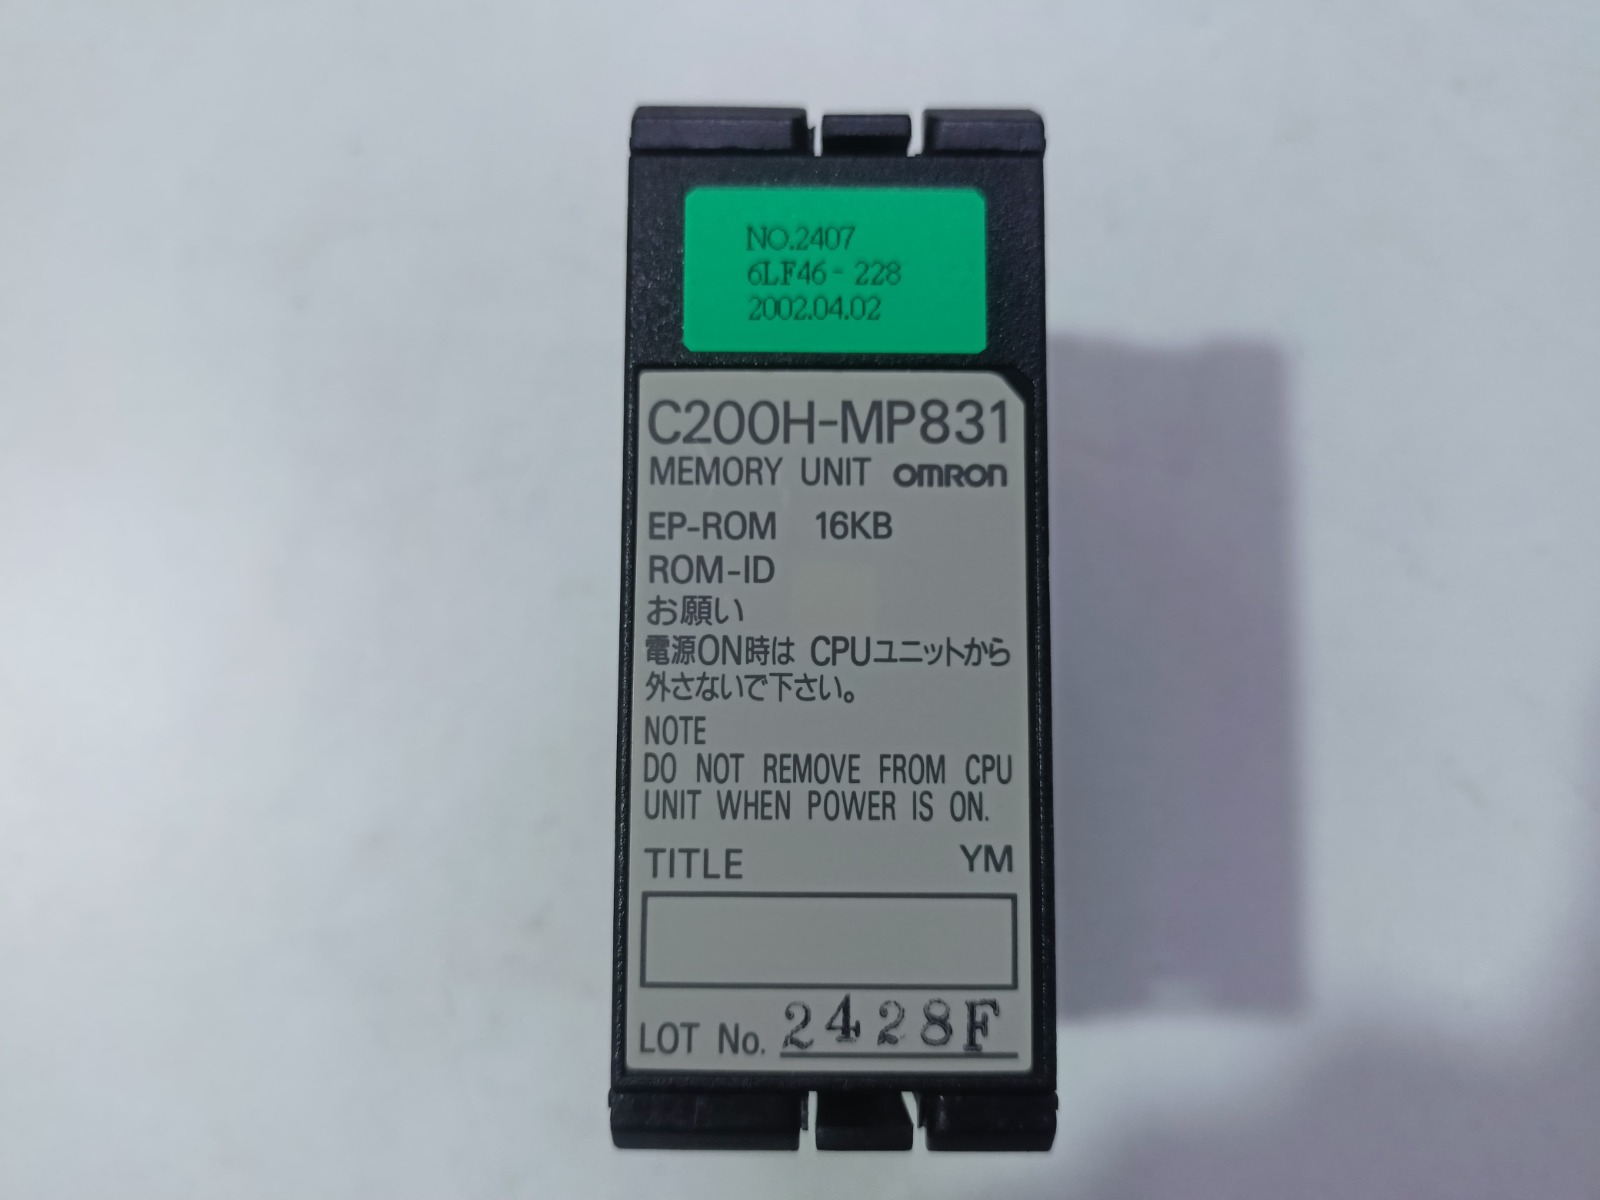 NO.2407
6LF46-228
2002.04.02
C200H-MP831
MEMORY UNIT OMRON
EP-ROM 16KB
ROM-ID
お願い
電源ON時は CPUユニットから
外さないで下さい。
NOTE
DO NOT REMOVE FROM CPU
UNIT WHEN POWER IS ON.
TITLE YM
LOT No. 2428F